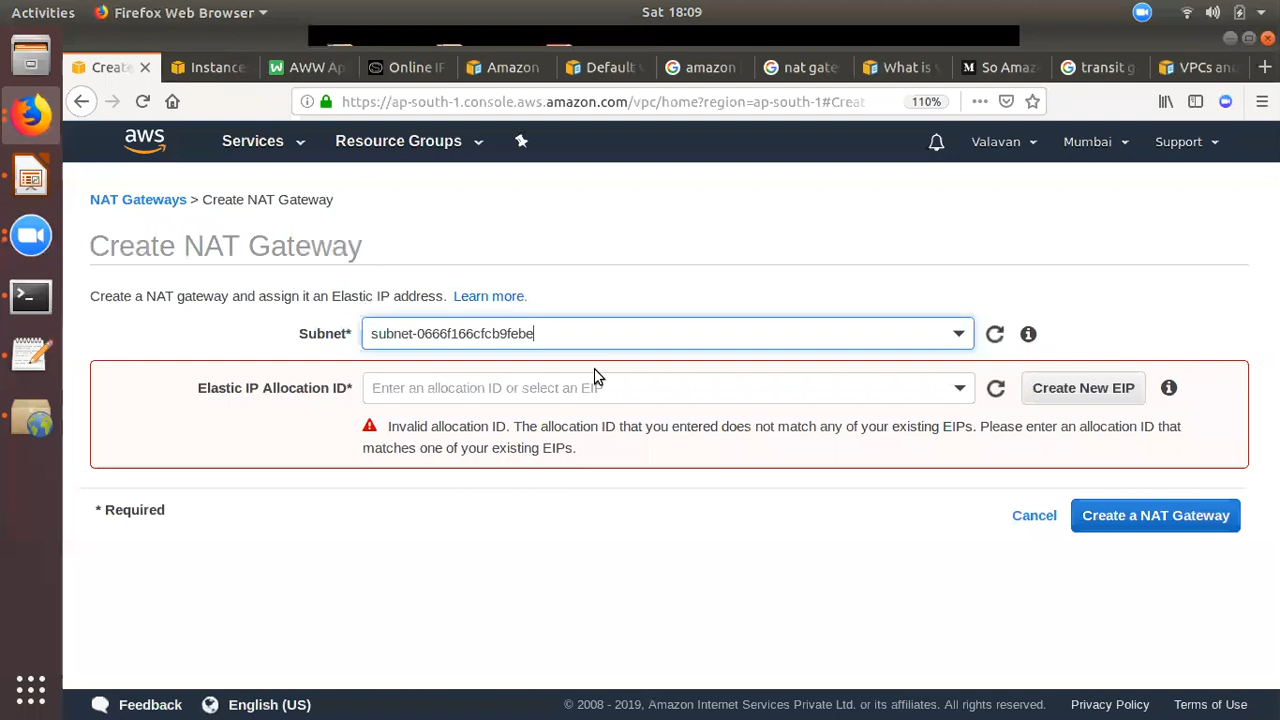 Activities
Firefox Web Browser
Sat 18:09
Create
Instance
AWW Ap
Online IF
Amazon
Default
amazon
nat gate
What is v
So Amaz
transit g
VPCs and
https://ap-south-1.console.aws.amazon.com/vpc/home?region=ap-south-1#Creat
110%
aws
Services
Resource Groups
Valavan
Mumbai
Support
NAT Gateways > Create NAT Gateway
Create NAT Gateway
Create a NAT gateway and assign it an Elastic IP address. Learn more.
Subnet*
subnet-0666f166cfcb9febe
Elastic IP Allocation ID*
Enter an allocation ID or select an EIP
Create New EIP
Invalid allocation ID. The allocation ID that you entered does not match any of your existing EIPs. Please enter an allocation ID that
matches one of your existing EIPs.
* Required
Cancel
Create a NAT Gateway
Feedback
English (US)
© 2008 - 2019, Amazon Internet Services Private Ltd. or its affiliates. All rights reserved.
Privacy Policy
Terms of Use